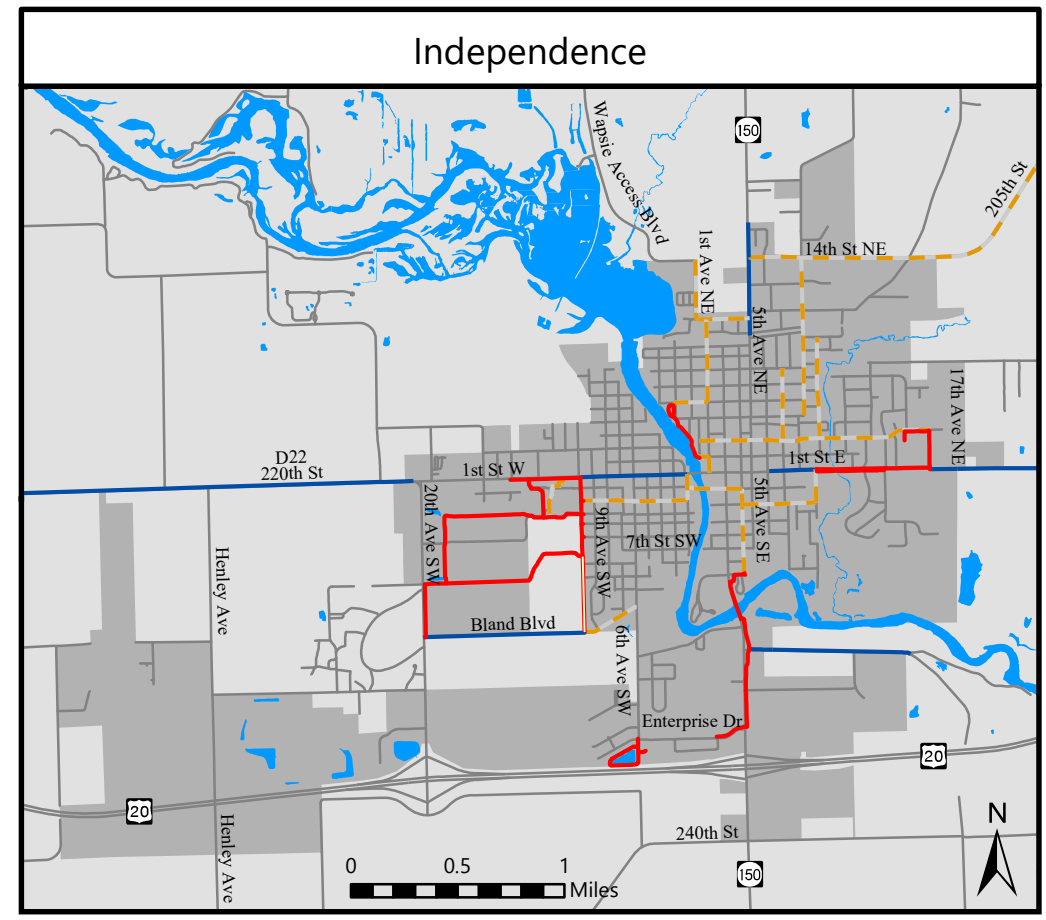 Independence
Wapsie Access Blvd
150
205th St
1st Ave NE
14th St NE
5th Ave NE
17th Ave NE
D22
220th St
1st St W
1st St E
20th Ave SW
9th Ave SW
5th Ave SE
7th St SW
Henley Ave
Bland Blvd
6th Ave SW
Enterprise Dr
20
20
Henley Ave
240th St
N
0 0.5 1
Miles
150